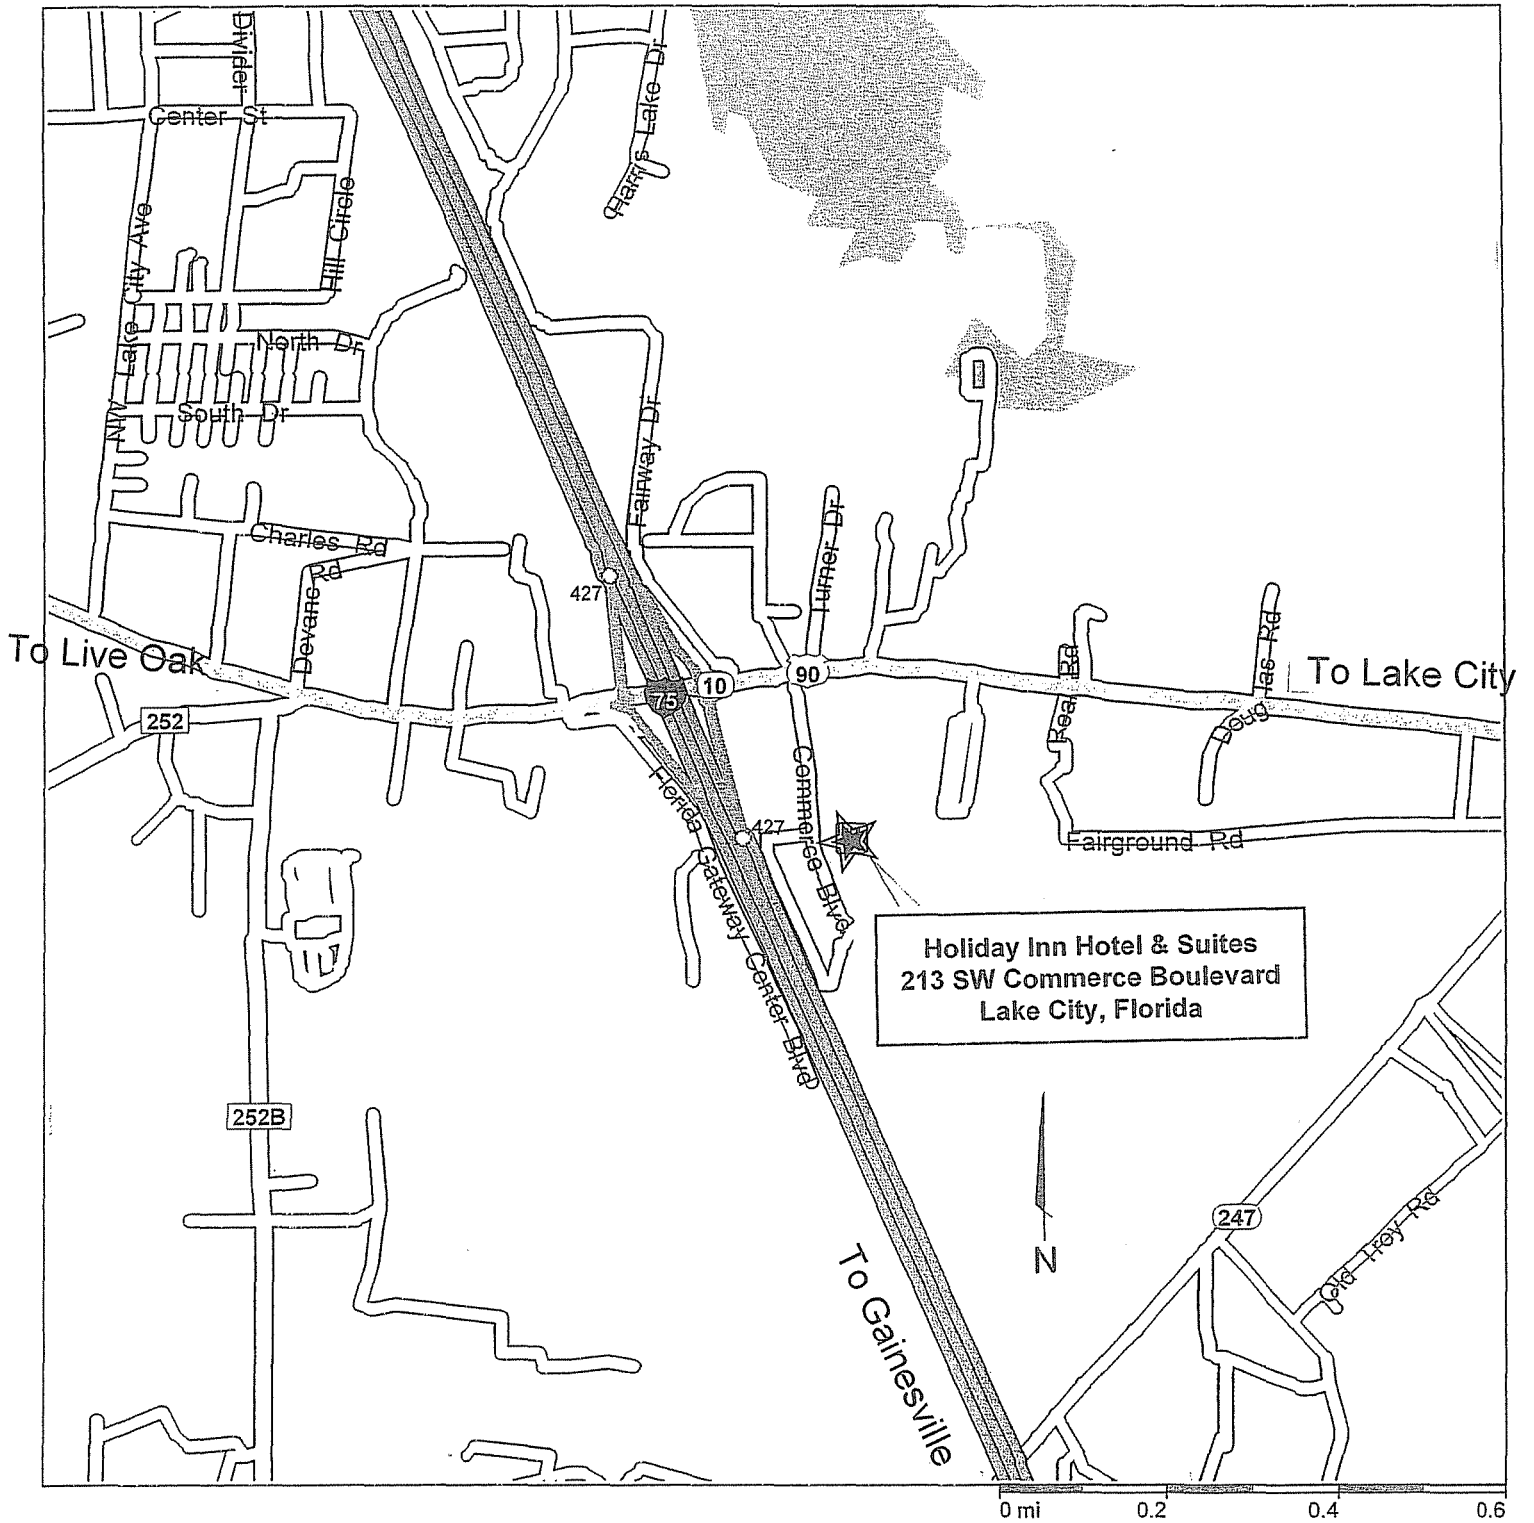 Divider
Center St
Harris Lake Dr
Hill Circle
NW Lake City Ave
North Dr
South Dr
Fairway Dr
Charles Rd
Devane Rd
Turner Dr
427
To Live Oak
252
75
10
90
Real Rd
Douglas Rd
To Lake City
Florida Gateway Center Blvd
427
Commerce Blvd
Fairground Rd
Holiday Inn Hotel & Suites
213 SW Commerce Boulevard
Lake City, Florida
252B
N
247
Old Troy Rd
To Gainesville
0 mi 0.2 0.4 0.6